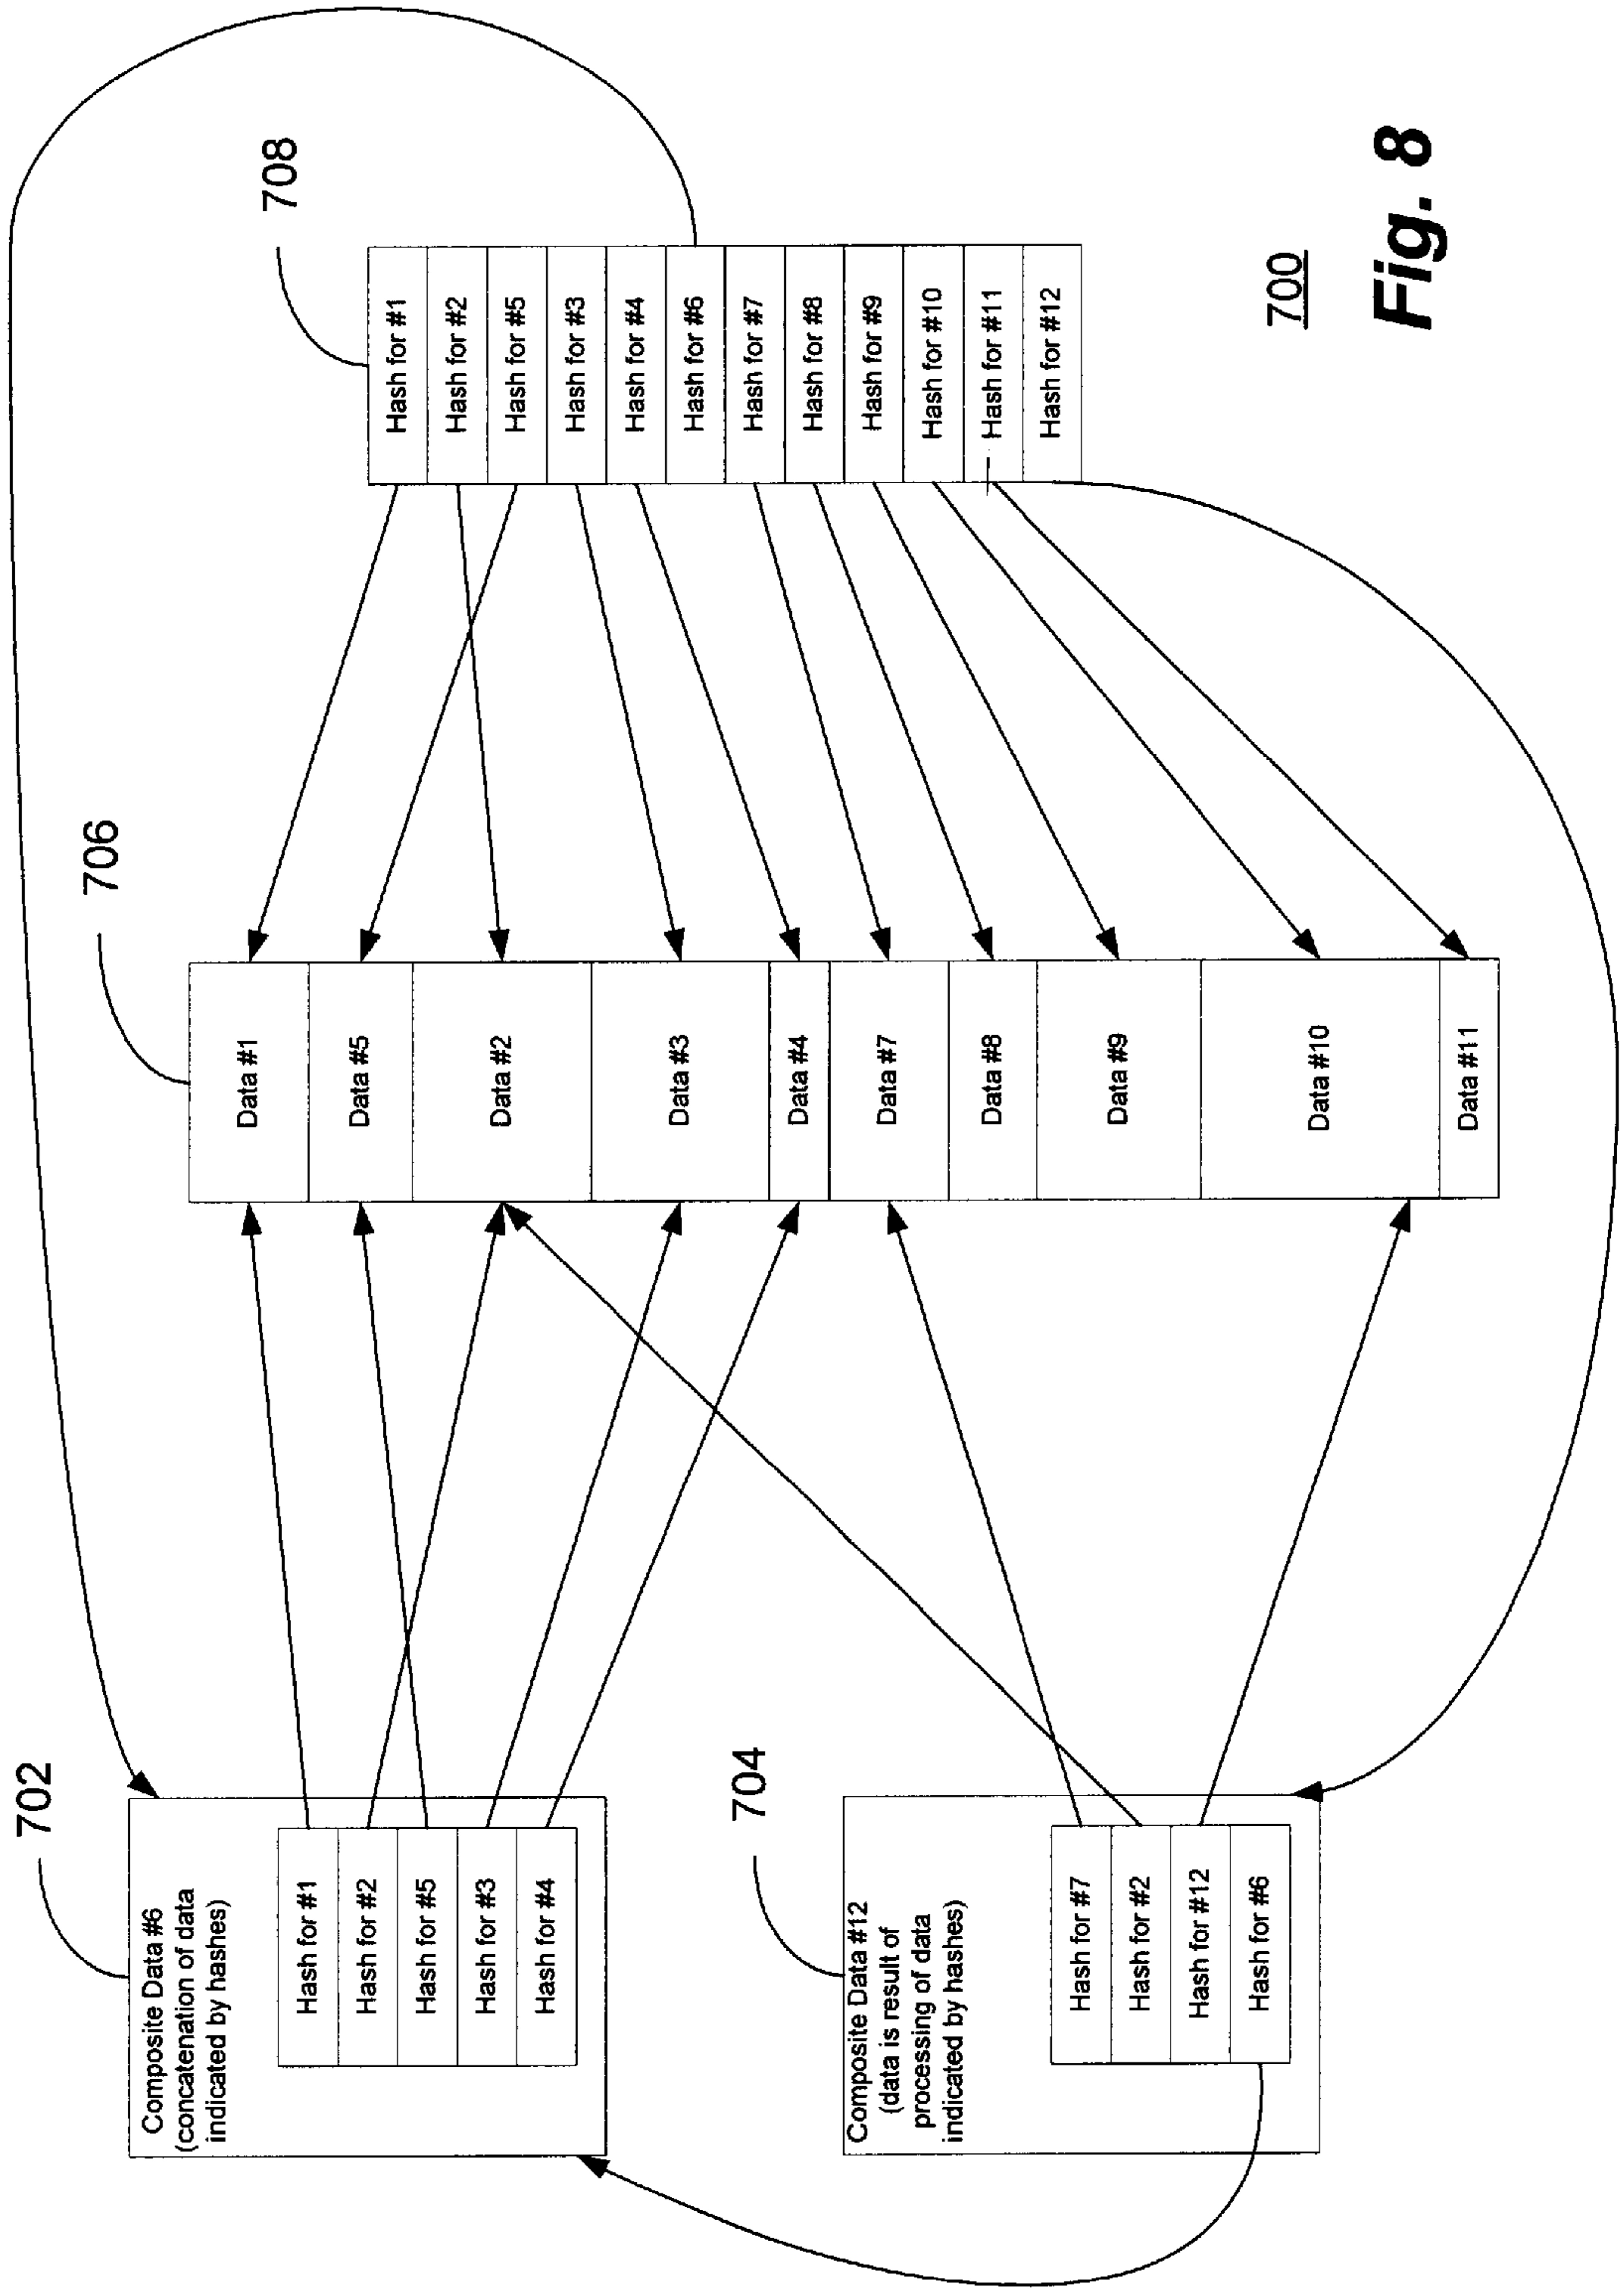 702
Composite Data #6
(concatenation of data
indicated by hashes)
Hash for #1
Hash for #2
Hash for #5
Hash for #3
Hash for #4
704
Composite Data #12
(data is result of
processing of data
indicated by hashes)
Hash for #7
Hash for #2
Hash for #12
Hash for #6
706
Data #1
Data #5
Data #2
Data #3
Data #4
Data #7
Data #8
Data #9
Data #10
Data #11
708
Hash for #1
Hash for #2
Hash for #5
Hash for #3
Hash for #4
Hash for #6
Hash for #7
Hash for #8
Hash for #9
Hash for #10
Hash for #11
Hash for #12
700
Fig. 8